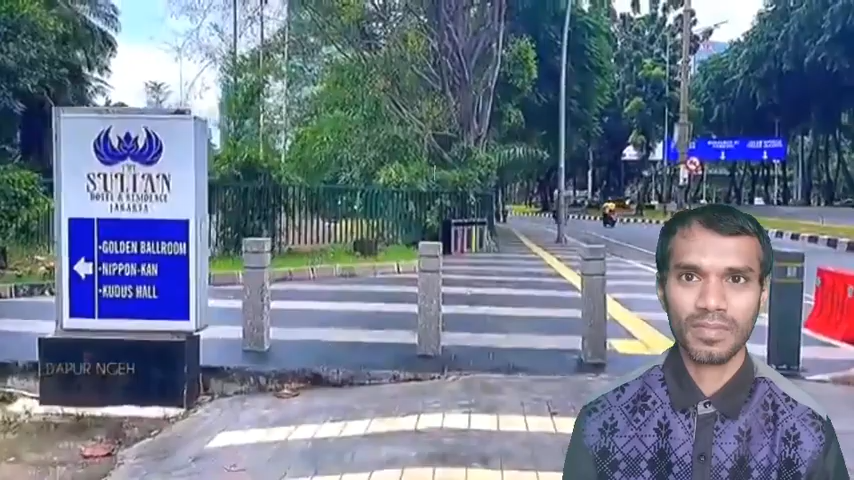 THE
SULTAN
HOTEL & RESIDENCE
JAKARTA
•GOLDEN BALLROOM
•NIPPON-KAN
•KUDUS HALL
DAPUR NGEH